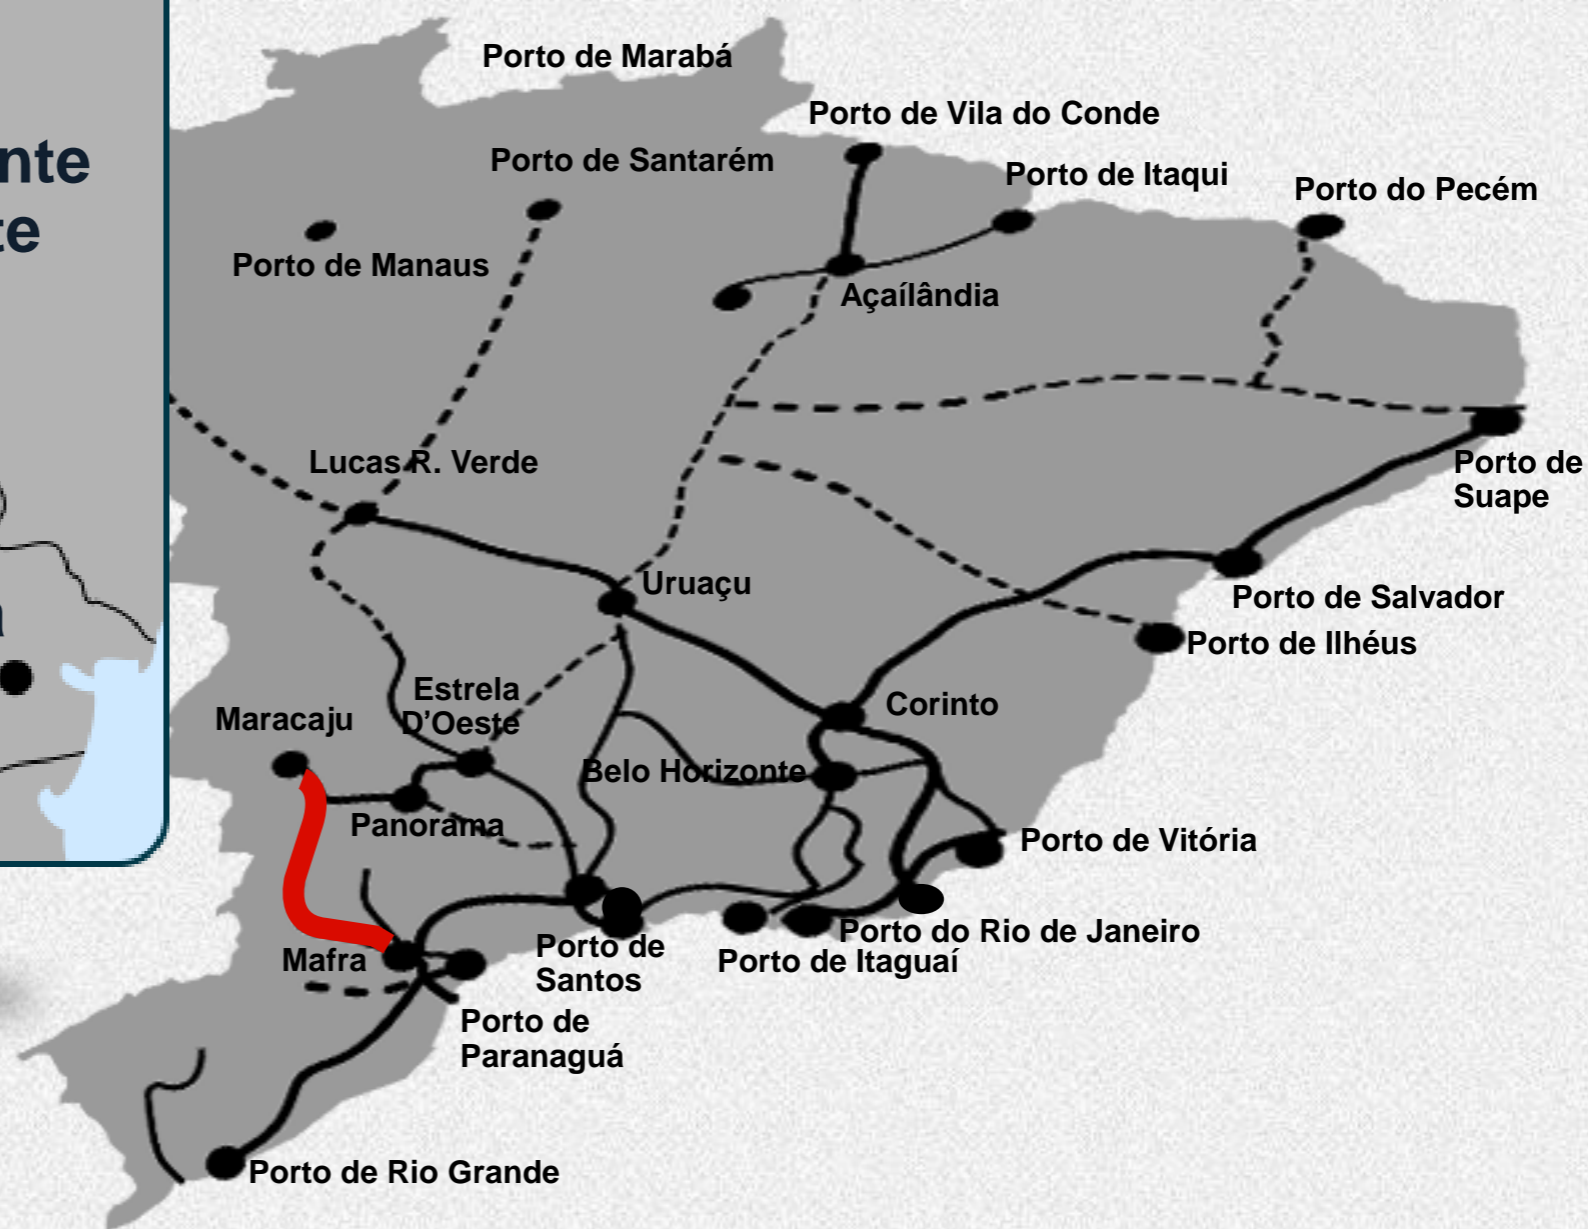 Porto de Marabá
Porto de Vila do Conde
nte
Porto de Santarém
Porto de Itaqui
Porto do Pecém
te
Porto de Manaus
Açaílândia
Lucas R. Verde
Porto de
Suape
Uruaçu
Porto de Salvador
Porto de Ilhéus
Estrela
D’Oeste
Maracaju
Corinto
Belo Horizonte
Panorama
Porto de Vitória
Porto do Rio de Janeiro
Porto de Itaguaí
Mafra
Porto de
Santos
Porto de
Paranaguá
Porto de Rio Grande